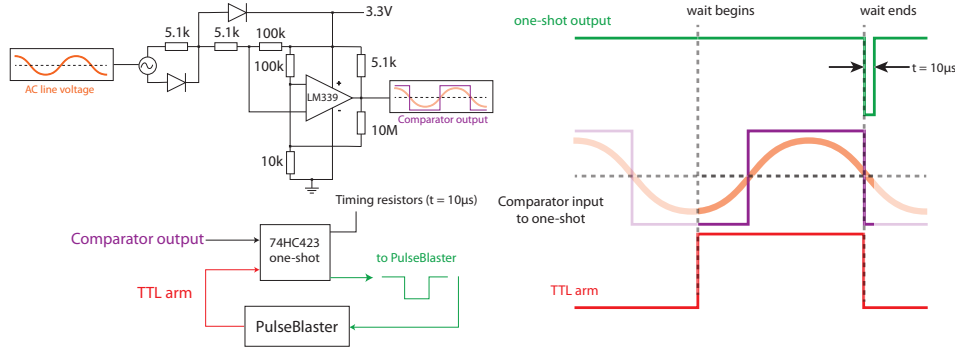 3.3V
5.1k
5.1k
100k
100k
5.1k
+
LM339
-
10M
10k
AC line voltage
Comparator output
Timing resistors (t = 10µs)
Comparator output
74HC423
one-shot
to PulseBlaster
TTL arm
PulseBlaster
wait begins
wait ends
one-shot output
t = 10µs
Comparator input
to one-shot
TTL arm